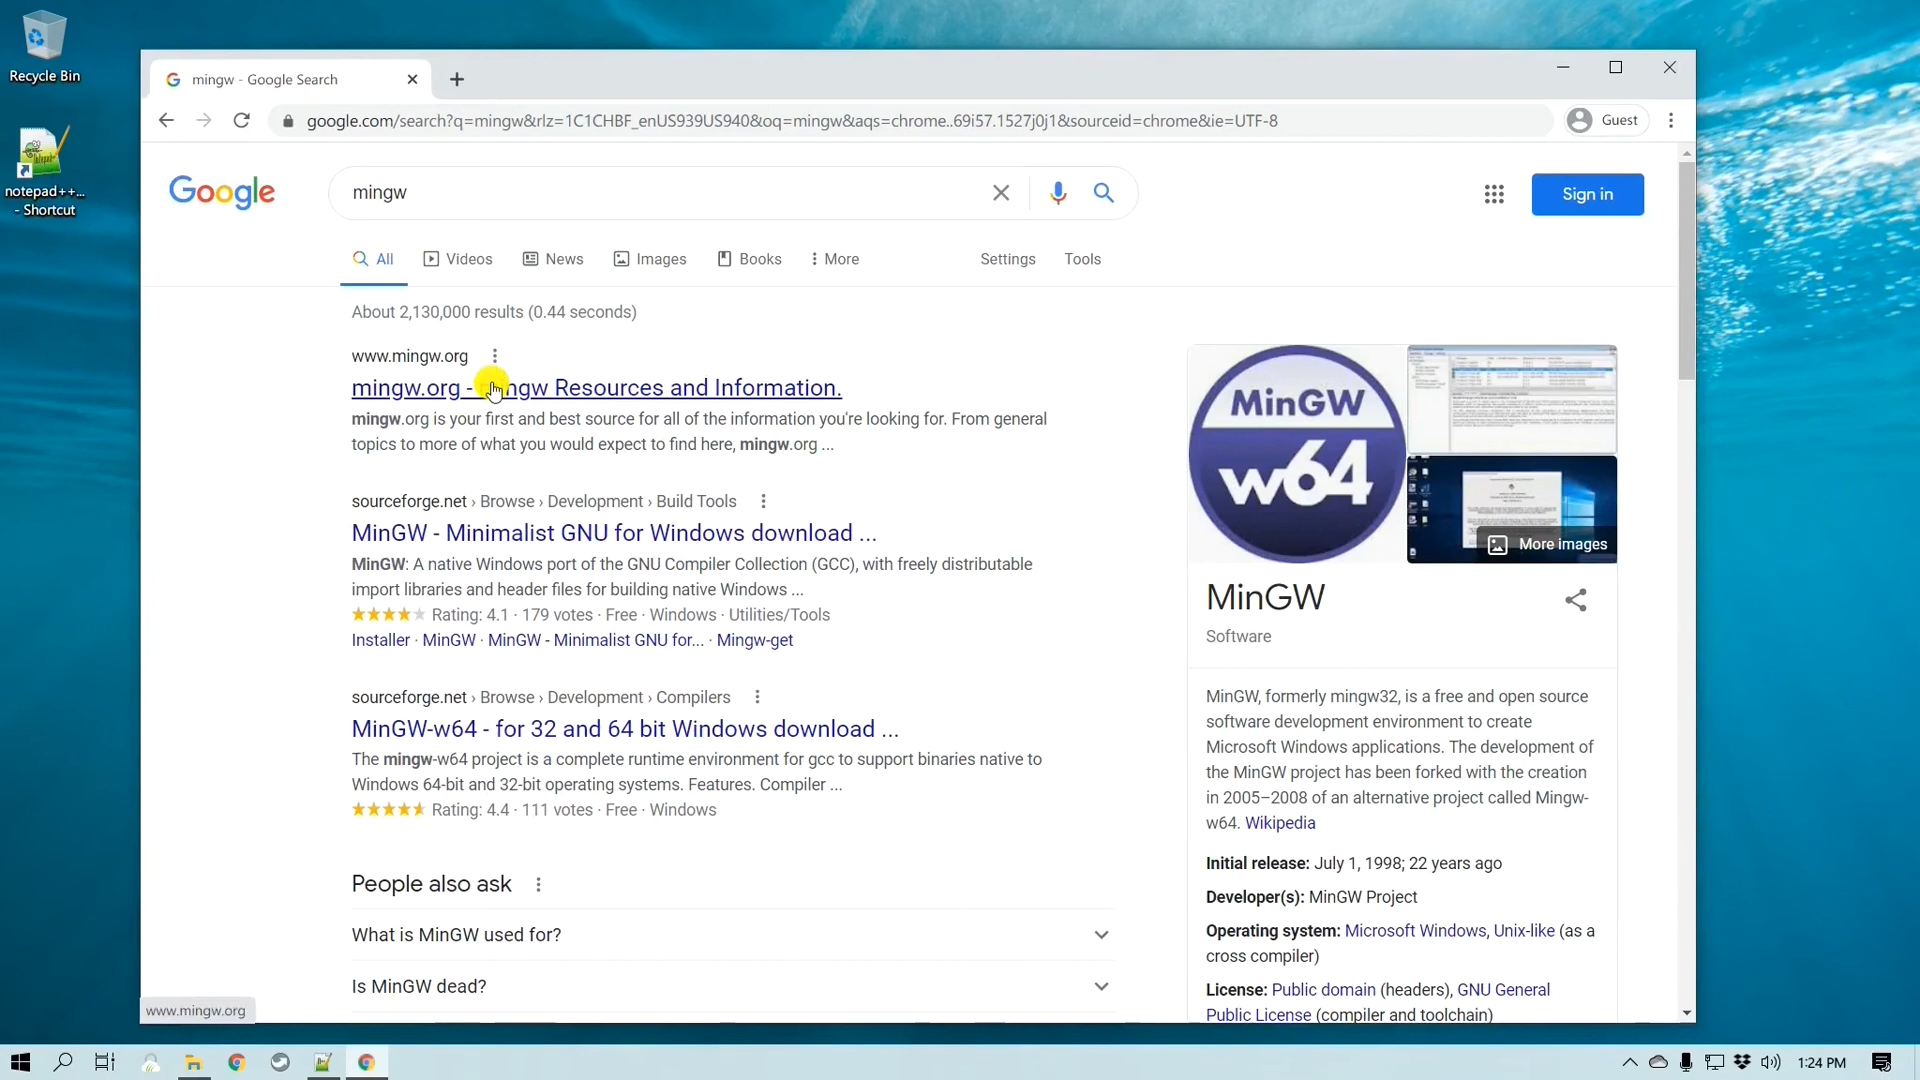 Recycle Bin
notepad++...
- Shortcut
mingw - Google Search
google.com/search?q=mingw&rlz=1C1CHBF_enUS939US940&oq=mingw&aqs=chrome..69i57.1527j0j1&sourceid=chrome&ie=UTF-8
Guest
Google
mingw
Sign in
All
Videos
News
Images
Books
More
Settings
Tools
About 2,130,000 results (0.44 seconds)
www.mingw.org
mingw.org - mingw Resources and Information.
mingw.org is your first and best source for all of the information you're looking for. From general
topics to more of what you would expect to find here, mingw.org ...
sourceforge.net › Browse › Development › Build Tools
MinGW - Minimalist GNU for Windows download ...
MinGW: A native Windows port of the GNU Compiler Collection (GCC), with freely distributable
import libraries and header files for building native Windows ...
Rating: 4.1 · 179 votes · Free · Windows · Utilities/Tools
Installer · MinGW · MinGW - Minimalist GNU for... · Mingw-get
sourceforge.net › Browse › Development › Compilers
MinGW-w64 - for 32 and 64 bit Windows download ...
The mingw-w64 project is a complete runtime environment for gcc to support binaries native to
Windows 64-bit and 32-bit operating systems. Features. Compiler ...
Rating: 4.4 · 111 votes · Free · Windows
People also ask
What is MinGW used for?
Is MinGW dead?
www.mingw.org
MinGW
w64
More images
MinGW
Software
MinGW, formerly mingw32, is a free and open source
software development environment to create
Microsoft Windows applications. The development of
the MinGW project has been forked with the creation
in 2005–2008 of an alternative project called Mingw-
w64. Wikipedia
Initial release: July 1, 1998; 22 years ago
Developer(s): MinGW Project
Operating system: Microsoft Windows, Unix-like (as a
cross compiler)
License: Public domain (headers), GNU General
Public License (compiler and toolchain)
1:24 PM